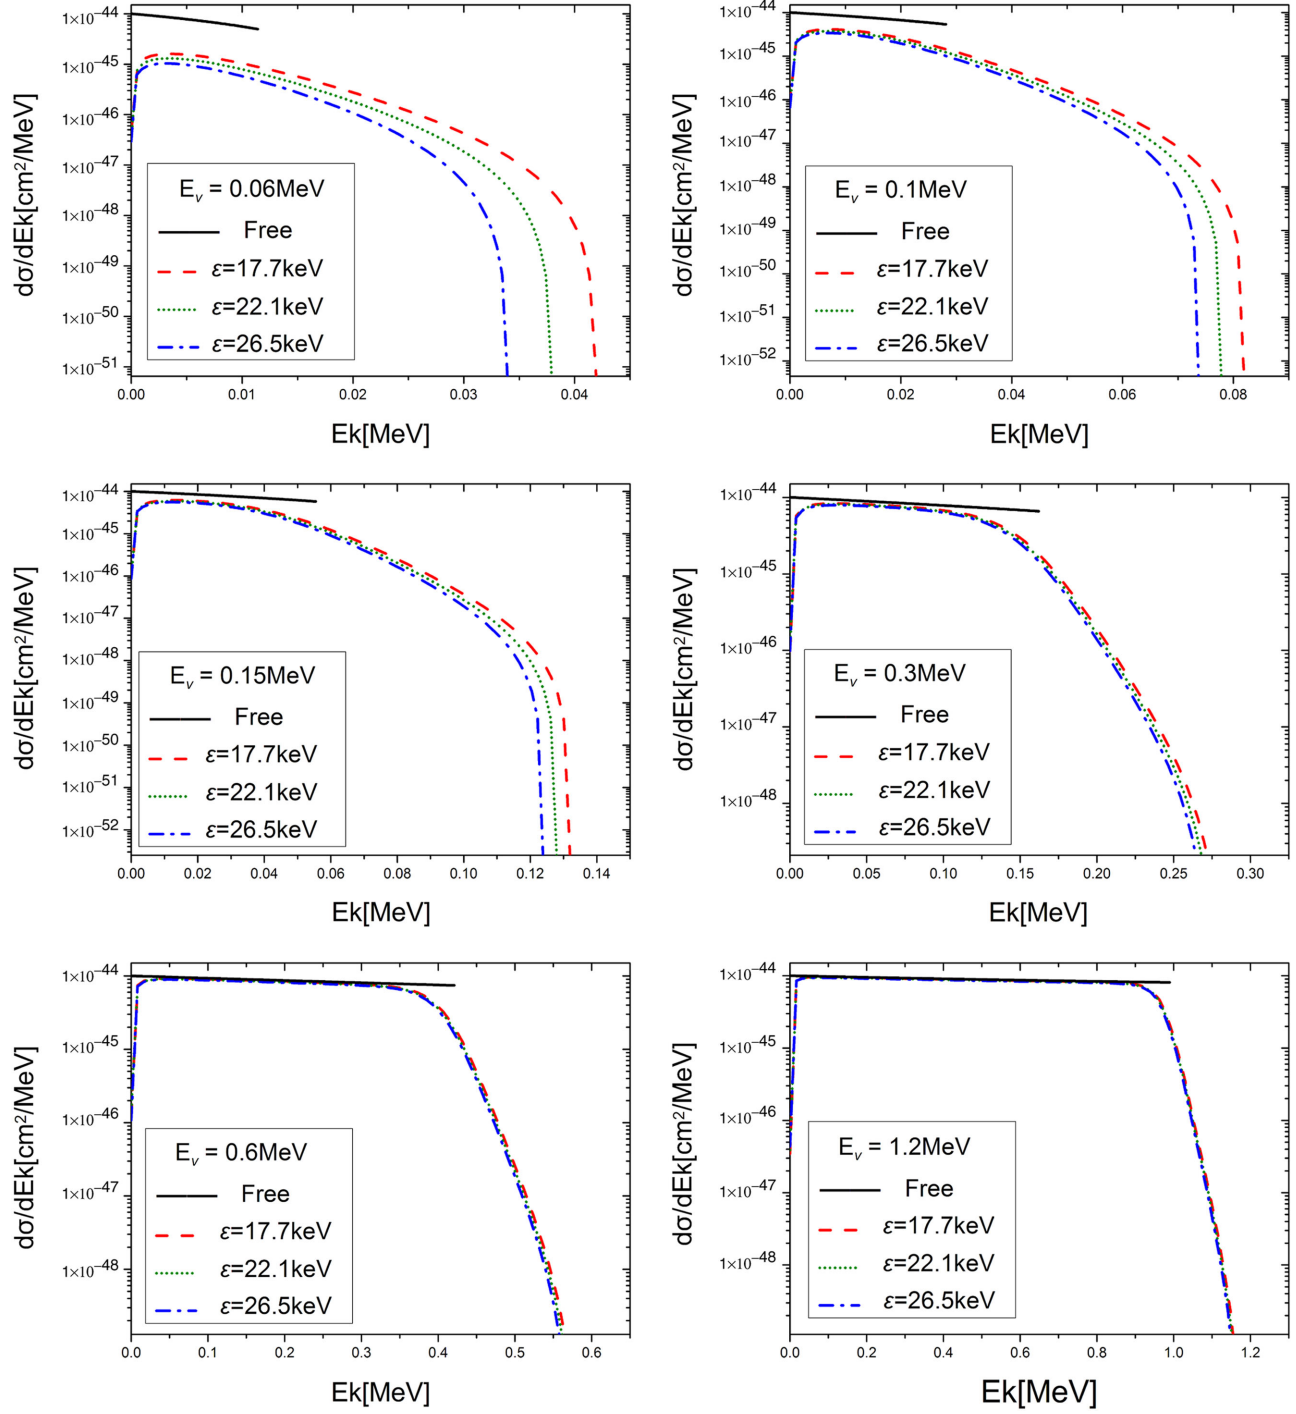 1×10⁻⁴⁴
1×10⁻⁴⁵
1×10⁻⁴⁶
1×10⁻⁴⁷
1×10⁻⁴⁸
1×10⁻⁴⁹
1×10⁻⁵⁰
1×10⁻⁵¹
dσ/dEk[cm²/MeV]
Eᵥ = 0.06MeV
Free
ε=17.7keV
ε=22.1keV
ε=26.5keV
0.00 0.01 0.02 0.03 0.04
Ek[MeV]
1×10⁻⁴⁴
1×10⁻⁴⁵
1×10⁻⁴⁶
1×10⁻⁴⁷
1×10⁻⁴⁸
1×10⁻⁴⁹
1×10⁻⁵⁰
1×10⁻⁵¹
1×10⁻⁵²
dσ/dEk[cm²/MeV]
Eᵥ = 0.1MeV
Free
ε=17.7keV
ε=22.1keV
ε=26.5keV
0.00 0.02 0.04 0.06 0.08
Ek[MeV]
1×10⁻⁴⁴
1×10⁻⁴⁵
1×10⁻⁴⁶
1×10⁻⁴⁷
1×10⁻⁴⁸
1×10⁻⁴⁹
1×10⁻⁵⁰
1×10⁻⁵¹
1×10⁻⁵²
dσ/dEk[cm²/MeV]
Eᵥ = 0.15MeV
Free
ε=17.7keV
ε=22.1keV
ε=26.5keV
0.00 0.02 0.04 0.06 0.08 0.10 0.12 0.14
Ek[MeV]
1×10⁻⁴⁴
1×10⁻⁴⁵
1×10⁻⁴⁶
1×10⁻⁴⁷
1×10⁻⁴⁸
dσ/dEk[cm²/MeV]
Eᵥ = 0.3MeV
Free
ε=17.7keV
ε=22.1keV
ε=26.5keV
0.00 0.05 0.10 0.15 0.20 0.25 0.30
Ek[MeV]
1×10⁻⁴⁴
1×10⁻⁴⁵
1×10⁻⁴⁶
1×10⁻⁴⁷
1×10⁻⁴⁸
dσ/dEk[cm²/MeV]
Eᵥ = 0.6MeV
Free
ε=17.7keV
ε=22.1keV
ε=26.5keV
0.0 0.1 0.2 0.3 0.4 0.5 0.6
Ek[MeV]
1×10⁻⁴⁴
1×10⁻⁴⁵
1×10⁻⁴⁶
1×10⁻⁴⁷
1×10⁻⁴⁸
dσ/dEk[cm²/MeV]
Eᵥ = 1.2MeV
Free
ε=17.7keV
ε=22.1keV
ε=26.5keV
0.0 0.2 0.4 0.6 0.8 1.0 1.2
Ek[MeV]